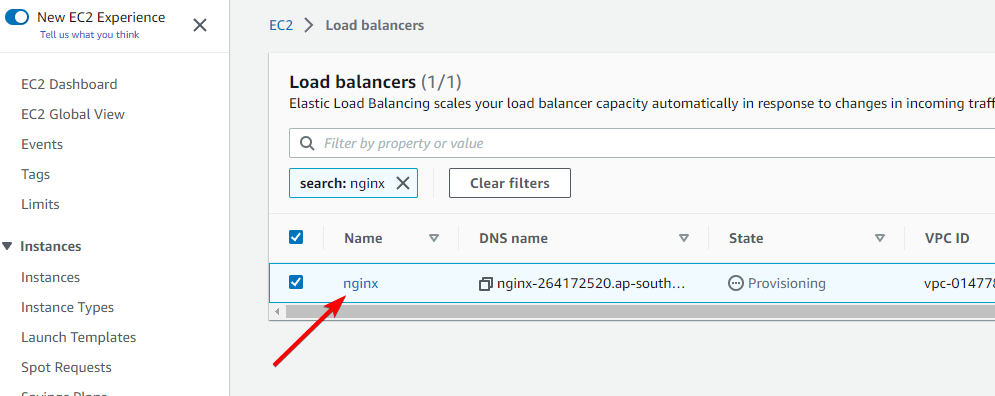 New EC2 Experience
Tell us what you think
EC2 Dashboard
EC2 Global View
Events
Tags
Limits
Instances
Instances
Instance Types
Launch Templates
Spot Requests
Savings Plans
EC2 > Load balancers
Load balancers (1/1)
Elastic Load Balancing scales your load balancer capacity automatically in response to changes in incoming traff
Filter by property or value
search: nginx
Clear filters
Name DNS name State VPC ID
nginx nginx-264172520.ap-south... Provisioning vpc-014778